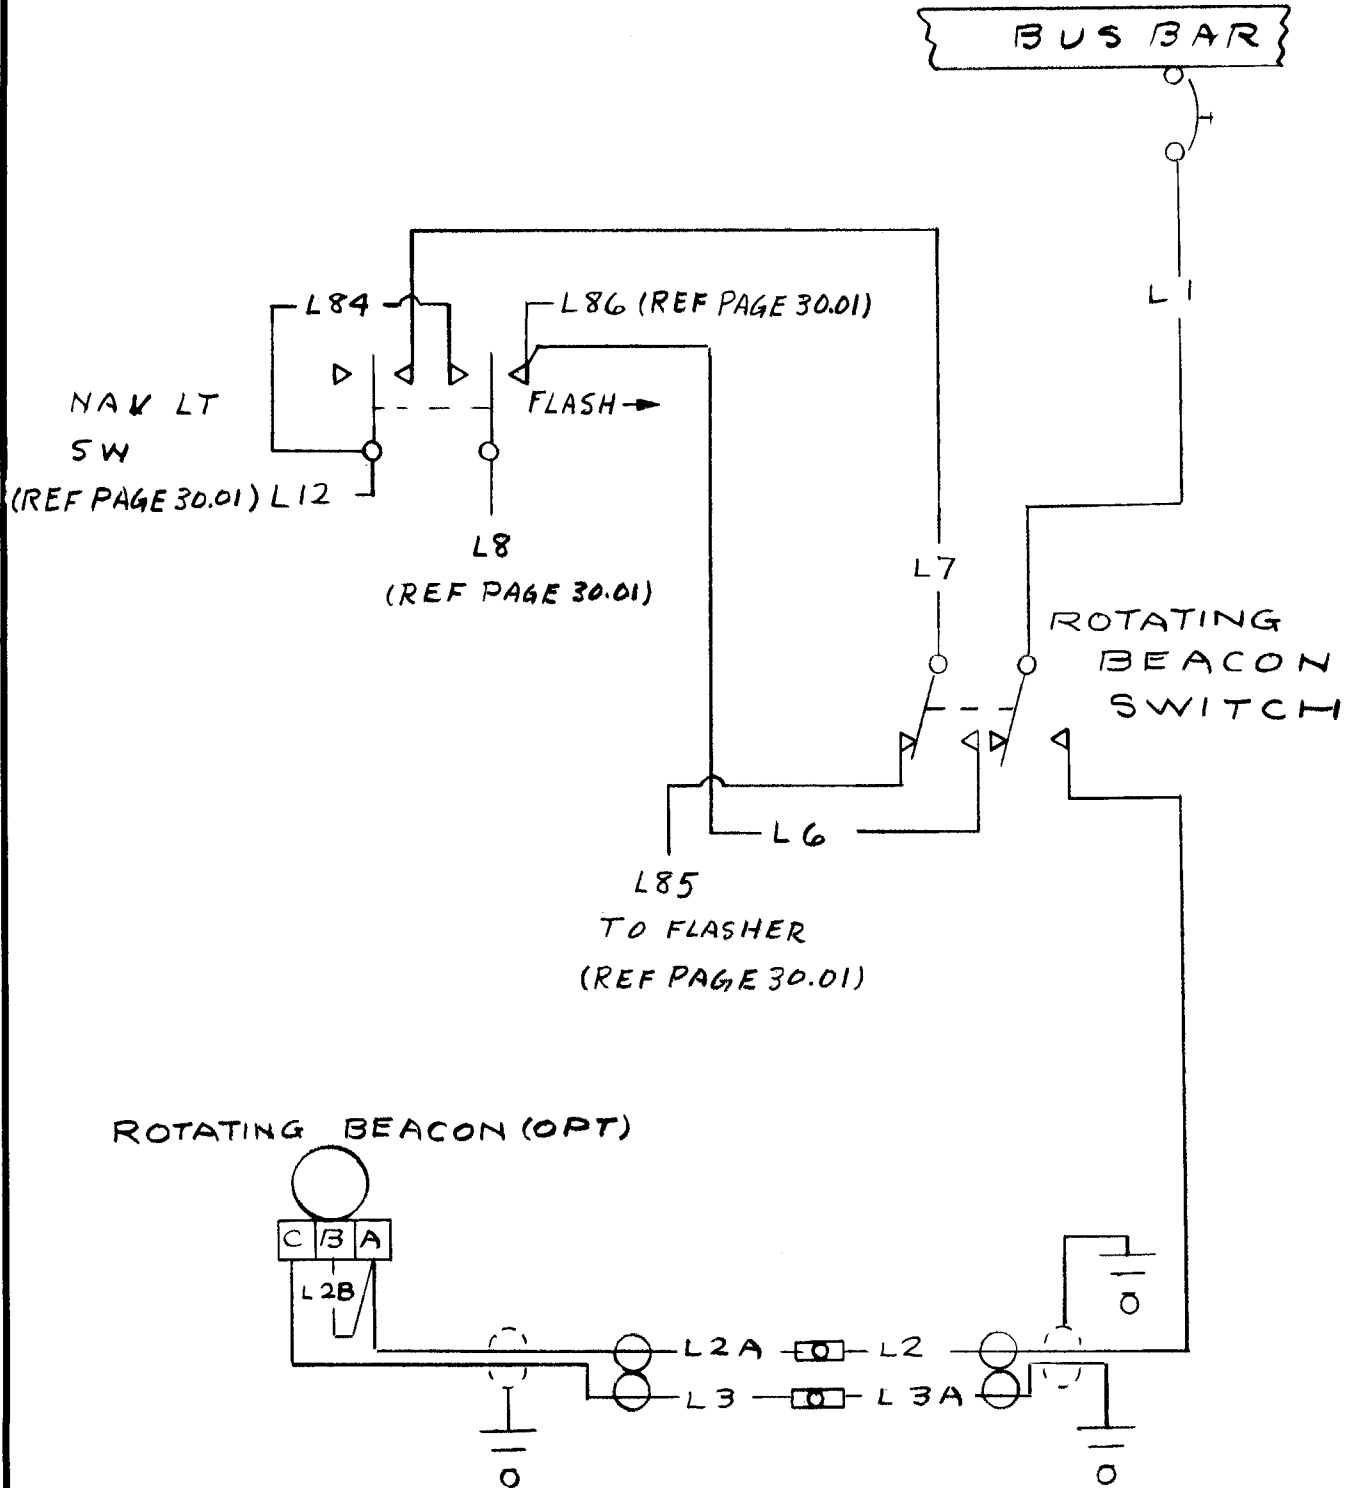 BUS BAR
L1
L84
L86 (REF PAGE 30.01)
NAV LT
SW
FLASH
(REF PAGE 30.01) L12
L8
(REF PAGE 30.01)
L7
ROTATING
BEACON
SWITCH
L6
L85
TO FLASHER
(REF PAGE 30.01)
ROTATING BEACON (OPT)
C B A
L2B
L2A L2
L3 L3A